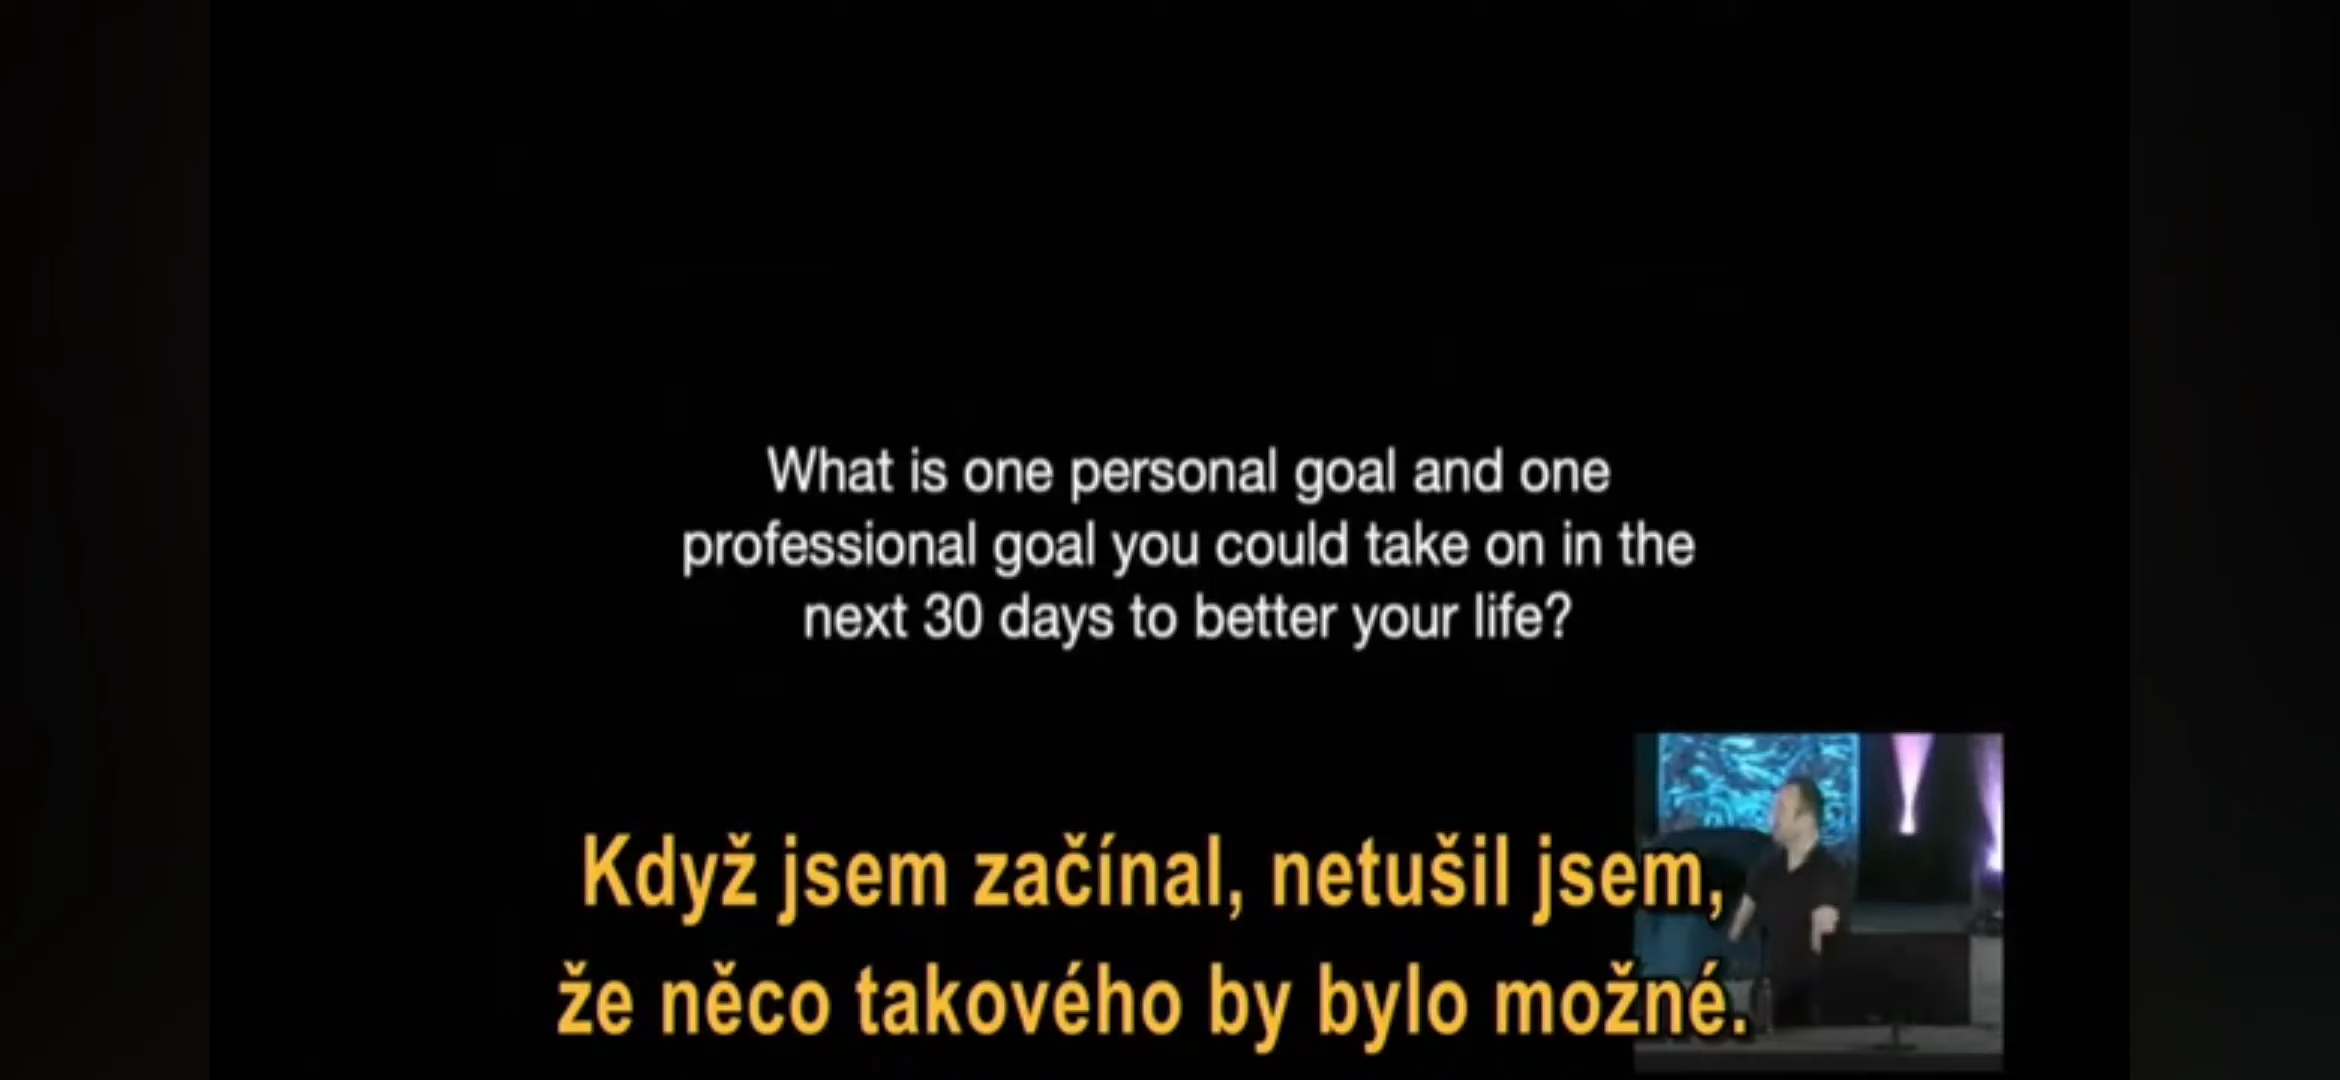 What is one personal goal and one
professional goal you could take on in the
next 30 days to better your life?
Když jsem začínal, netušil jsem,
že něco takového by bylo možné.